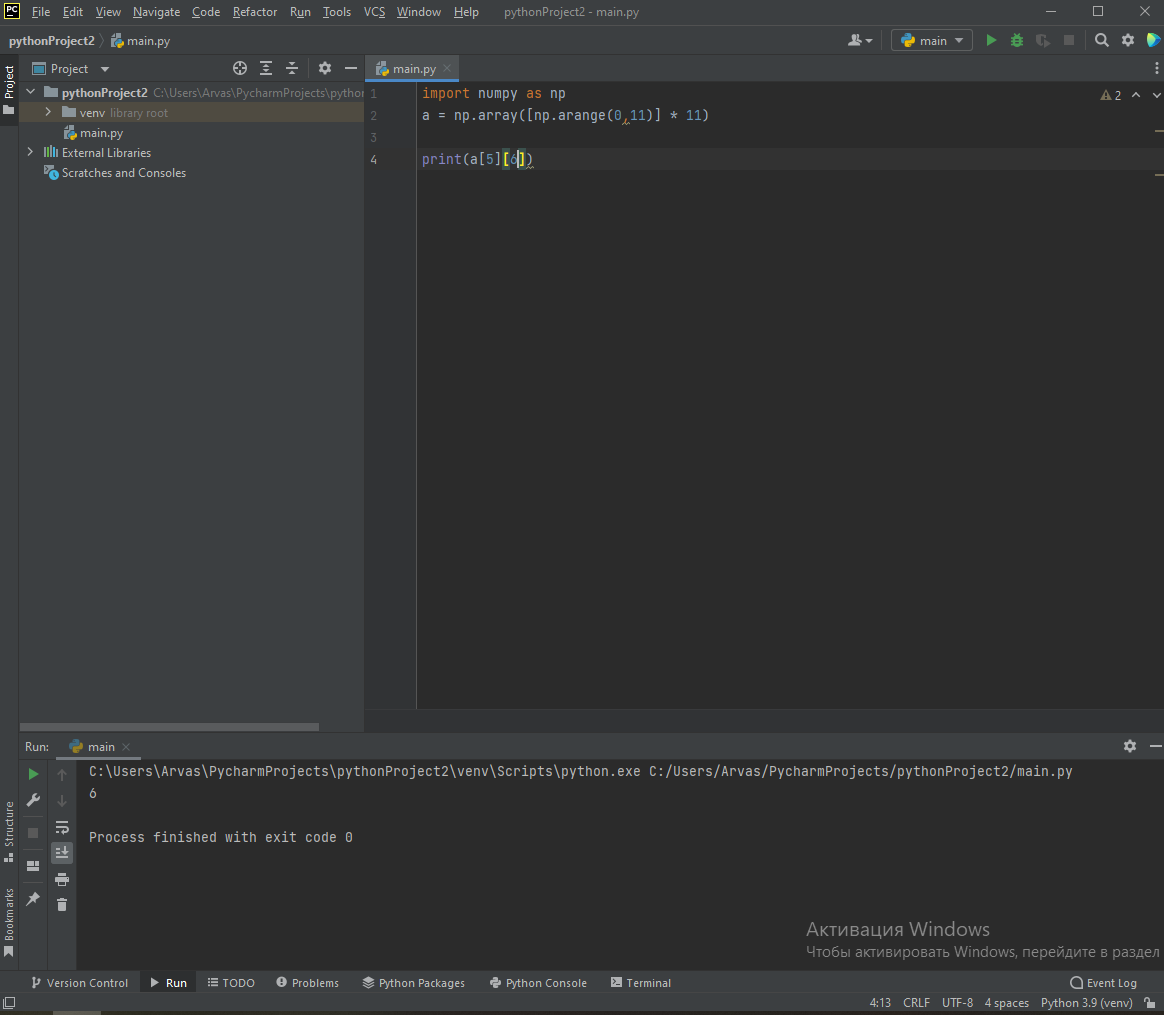 PC File Edit View Navigate Code Refactor Run Tools VCS Window Help pythonProject2 - main.py
pythonProject2 main.py main
Project Project main.py
pythonProject2 C:\Users\Arvas\PycharmProjects\python
venv library root
main.py
External Libraries
Scratches and Consoles
1 import numpy as np
2 a = np.array([np.arange(0,11)] * 11)
3
4 print(a[5][6])
2
Run: main
C:\Users\Arvas\PycharmProjects\pythonProject2\venv\Scripts\python.exe C:/Users/Arvas/PycharmProjects/pythonProject2/main.py
6
Process finished with exit code 0
Structure
Bookmarks
Активация Windows
Чтобы активировать Windows, перейдите в раздел
Version Control Run TODO Problems Python Packages Python Console Terminal Event Log
4:13 CRLF UTF-8 4 spaces Python 3.9 (venv)